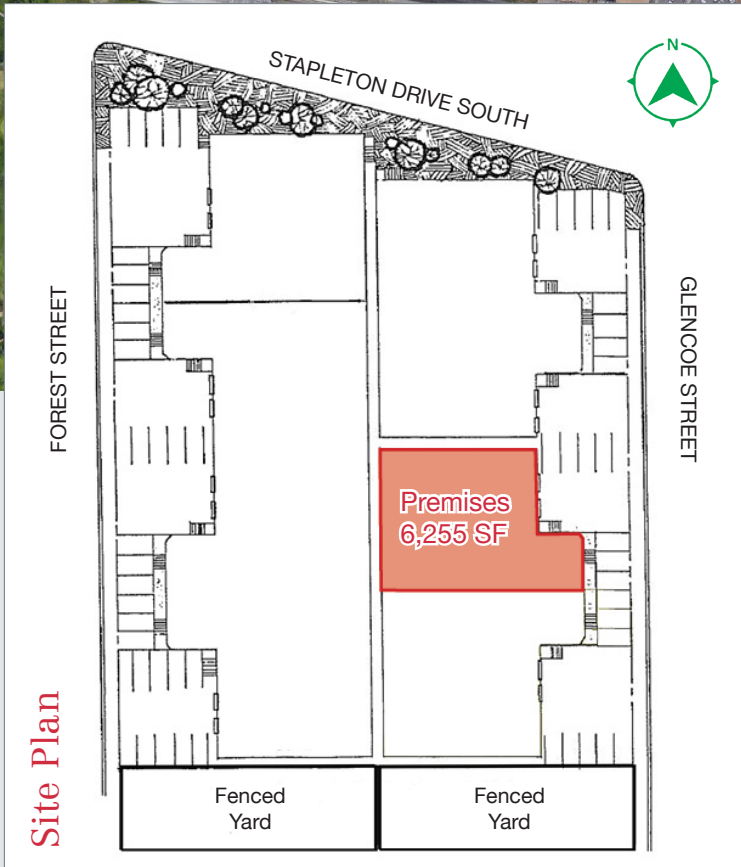 N
STAPLETON DRIVE SOUTH
FOREST STREET
GLENCOE STREET
Premises
6,255 SF
Site Plan
Fenced
Yard
Fenced
Yard